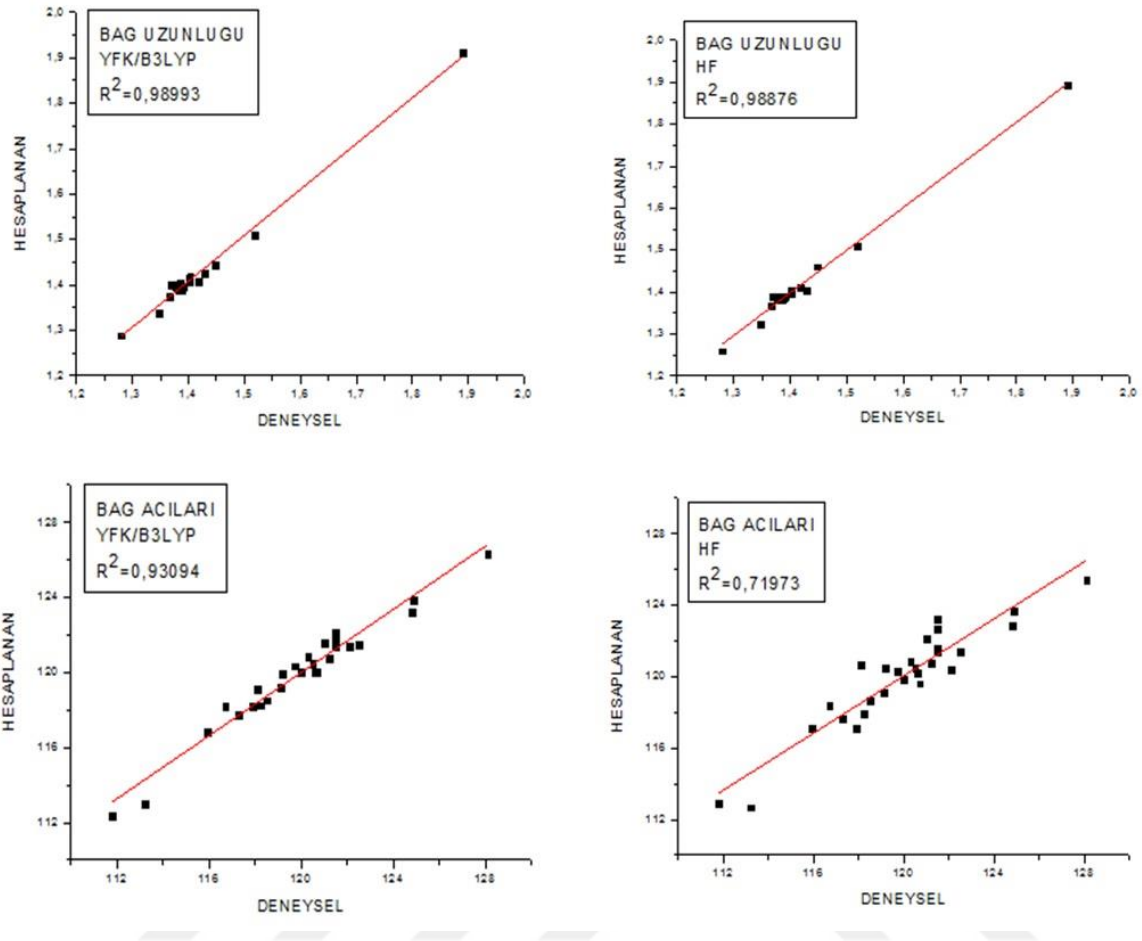 2,0
1,9
1,8
1,7
1,6
1,5
1,4
1,3
1,2
HESAPLANAN
BAG UZUNLUGU
YFK/B3LYP
R²=0,98993
1,2 1,3 1,4 1,5 1,6 1,7 1,8 1,9 2,0
DENEYSEL
2,0
1,9
1,8
1,7
1,6
1,5
1,4
1,3
1,2
HESAPLANAN
BAG UZUNLUGU
HF
R²=0,98876
1,2 1,3 1,4 1,5 1,6 1,7 1,8 1,9 2,0
DENEYSEL
128
124
120
116
112
HESAPLANAN
BAG ACILARI
YFK/B3LYP
R²=0,93094
112 116 120 124 128
DENEYSEL
128
124
120
116
112
HESAPLANAN
BAG ACILARI
HF
R²=0,71973
112 116 120 124 128
DENEYSEL